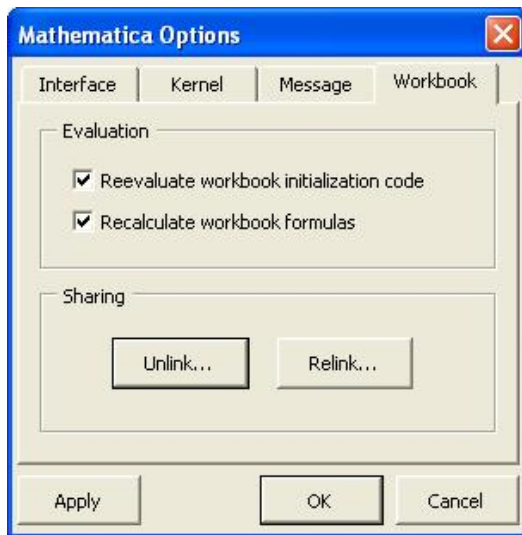 Mathematica Options
Interface Kernel Message Workbook
Evaluation
Reevaluate workbook initialization code
Recalculate workbook formulas
Sharing
Unlink... Relink...
Apply OK Cancel